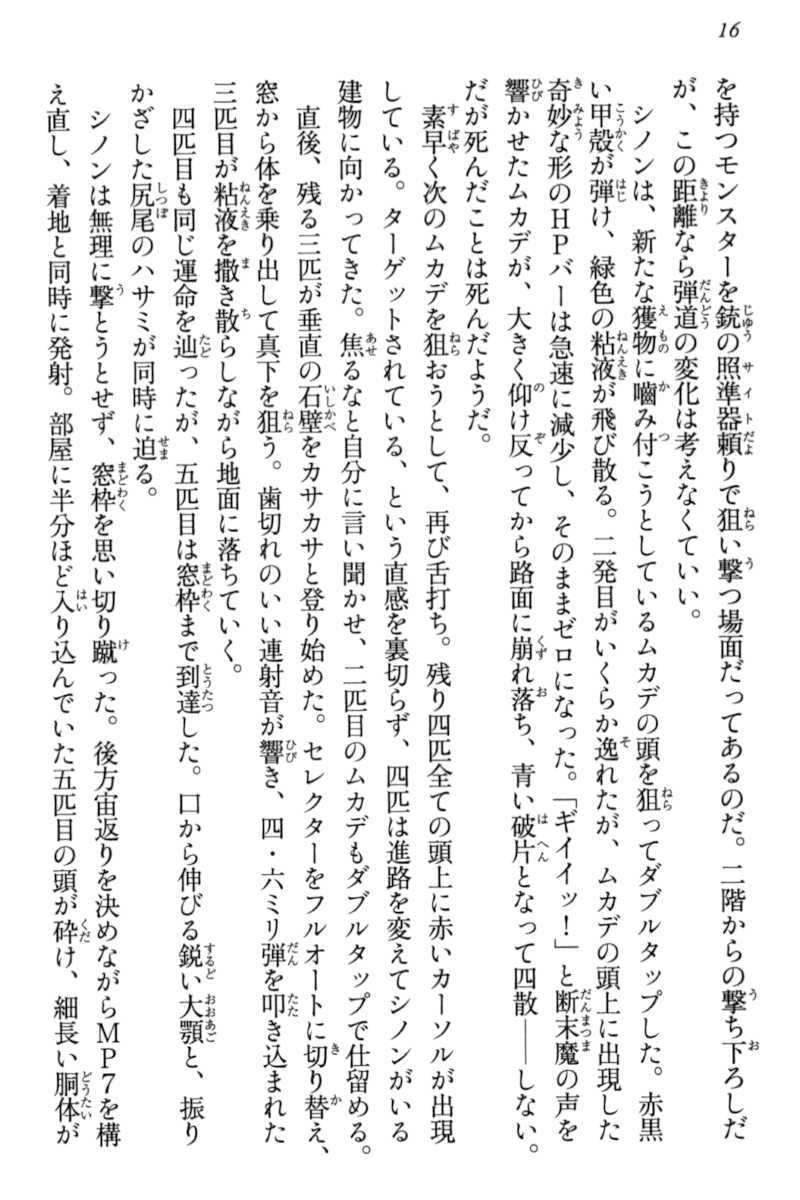 16
を持つモンスターを銃の照準器頼りで狙い撃つ場面だってあるのだ。二階からの撃ち下ろしだ
が、この距離なら弾道の変化は考えなくていい。
シノンは、新たな獲物に嚙み付こうとしているムカデの頭を狙ってダブルタップした。赤黒
い甲殻が弾け、緑色の粘液が飛び散る。二発目がいくらか逸れたが、ムカデの頭上に出現した
奇妙な形のHPバーは急速に減少し、そのままゼロになった。「ギイイッ！」と断末魔の声を
響かせたムカデが、大きく仰け反ってから路面に崩れ落ち、青い破片となって四散――しない。
だが死んだことは死んだようだ。
素早く次のムカデを狙おうとして、再び舌打ち。残り四匹全ての頭上に赤いカーソルが出現
している。ターゲットされている、という直感を裏切らず、四匹は進路を変えてシノンがいる
建物に向かってきた。焦るなと自分に言い聞かせ、二匹目のムカデもダブルタップで仕留める。
直後、残る三匹が垂直の石壁をカサカサと登り始めた。セレクターをフルオートに切り替え、
窓から体を乗り出して真下を狙う。歯切れのいい連射音が響き、四・六ミリ弾を叩き込まれた
三匹目が粘液を撒き散らしながら地面に落ちていく。
四匹目も同じ運命を辿ったが、五匹目は窓枠まで到達した。口から伸びる鋭い大顎と、振り
かざした尻尾のハサミが同時に迫る。
シノンは無理に撃とうとせず、窓枠を思い切り蹴った。後方宙返りを決めながらMP7を構
え直し、着地と同時に発射。部屋に半分ほど入り込んでいた五匹目の頭が砕け、細長い胴体が